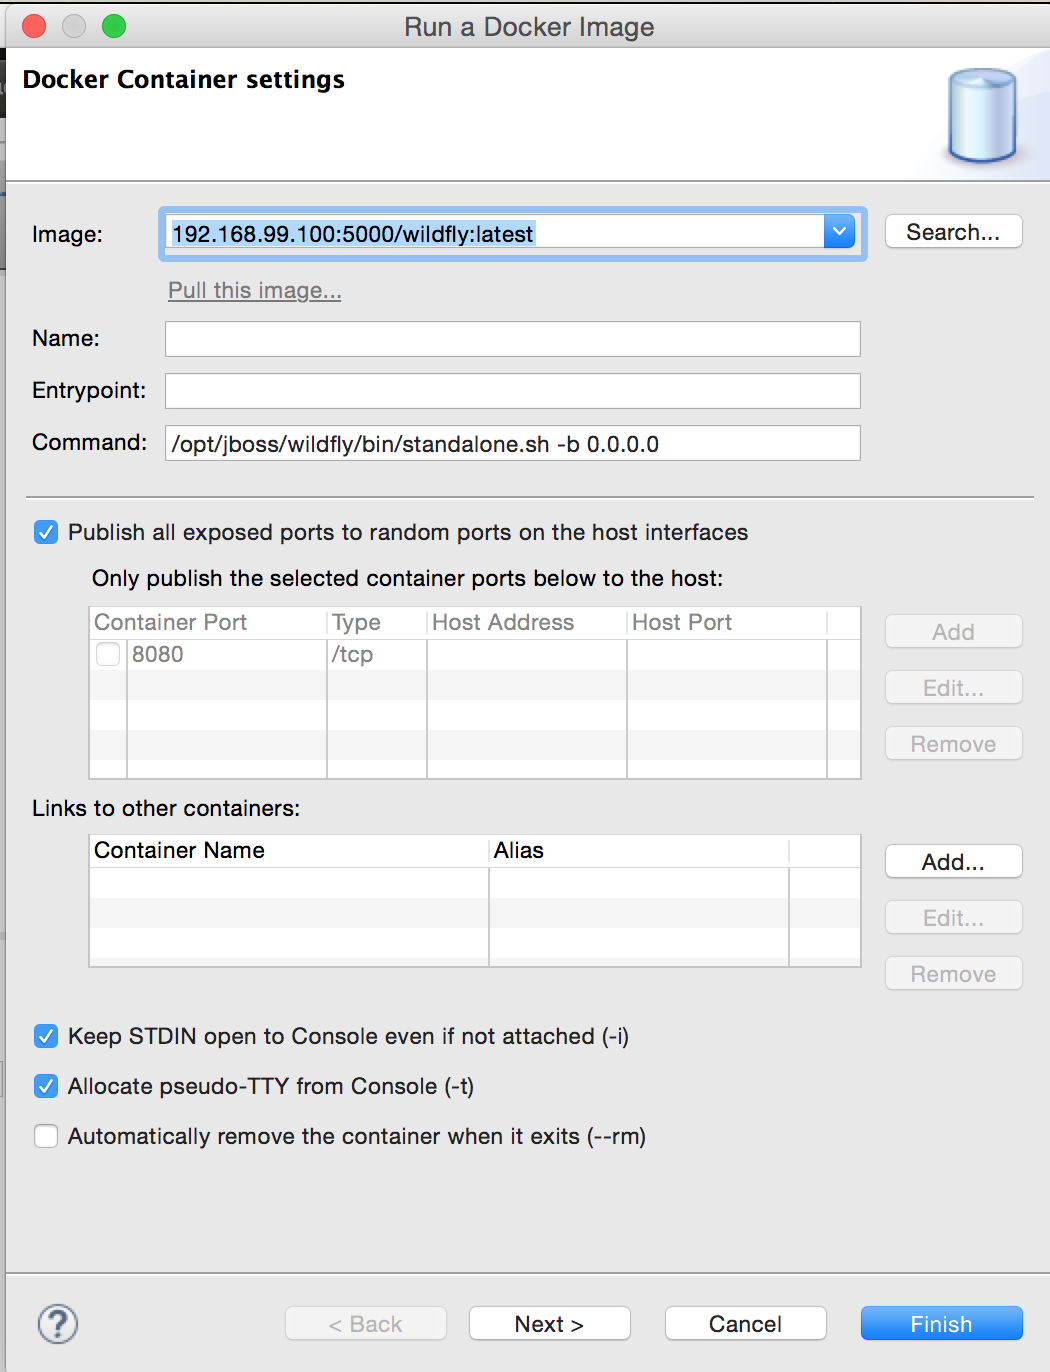 Run a Docker Image
Docker Container settings
Image: 192.168.99.100:5000/wildfly:latest Search...
Pull this image...
Name:
Entrypoint:
Command: /opt/jboss/wildfly/bin/standalone.sh -b 0.0.0.0
Publish all exposed ports to random ports on the host interfaces
Only publish the selected container ports below to the host:
Container Port Type Host Address Host Port
Add
8080 /tcp
Edit...
Remove
Links to other containers:
Container Name Alias
Add...
Edit...
Remove
Keep STDIN open to Console even if not attached (-i)
Allocate pseudo-TTY from Console (-t)
Automatically remove the container when it exits (--rm)
? < Back Next > Cancel Finish